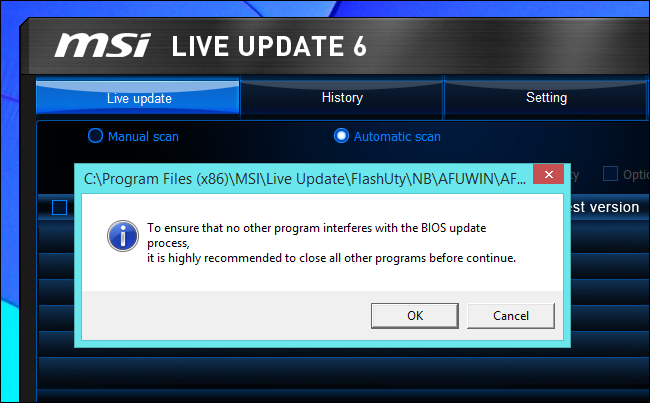 msi LIVE UPDATE 6
Live update History Setting
Manual scan Automatic scan
C:\Program Files (x86)\MSI\Live Update\FlashUty\NB\AFUWIN\AF...
To ensure that no other program interferes with the BIOS update
process,
it is highly recommended to close all other programs before continue.
OK Cancel
version